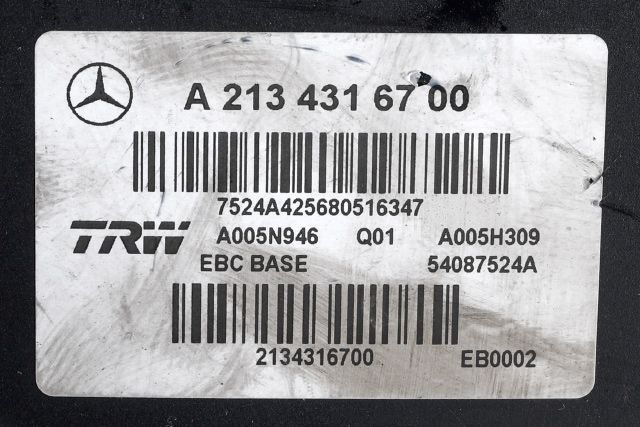 A 213 431 67 00
7524A425680516347
TRW A005N946 Q01 A005H309
EBC BASE 54087524A
2134316700 EB0002